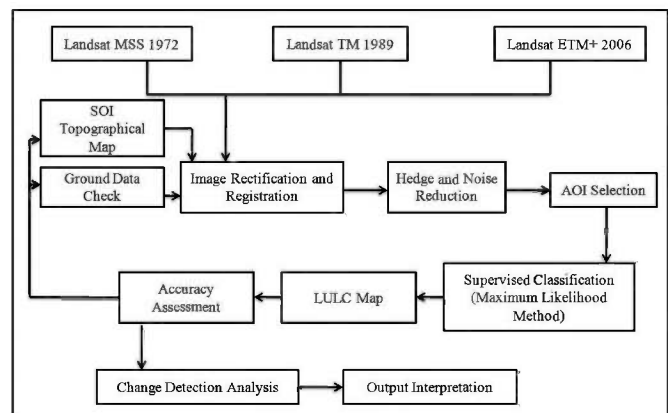 Landsat MSS 1972
Landsat TM 1989
Landsat ETM+ 2006
SOI
Topographical
Map
Ground Data
Check
Image Rectification and
Registration
Hedge and Noise
Reduction
AOI Selection
Supervised Classification
(Maximum Likelihood
Method)
LULC Map
Accuracy
Assessment
Change Detection Analysis
Output Interpretation